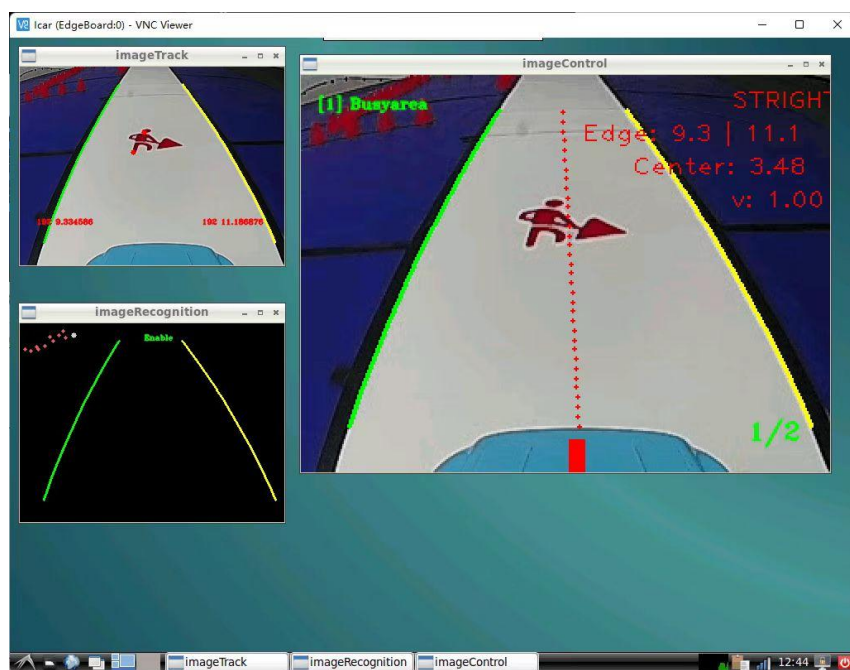 Icar (EdgeBoard:0) - VNC Viewer
imageTrack
192 9.334586
192 11.186876
imageRecognition
Enable
imageControl
[1] Busyarea
STRIGHT
Edge: 9.3 | 11.1
Center: 3.48
v: 1.00
1/2
imageTrack
imageRecognition
imageControl
12:44